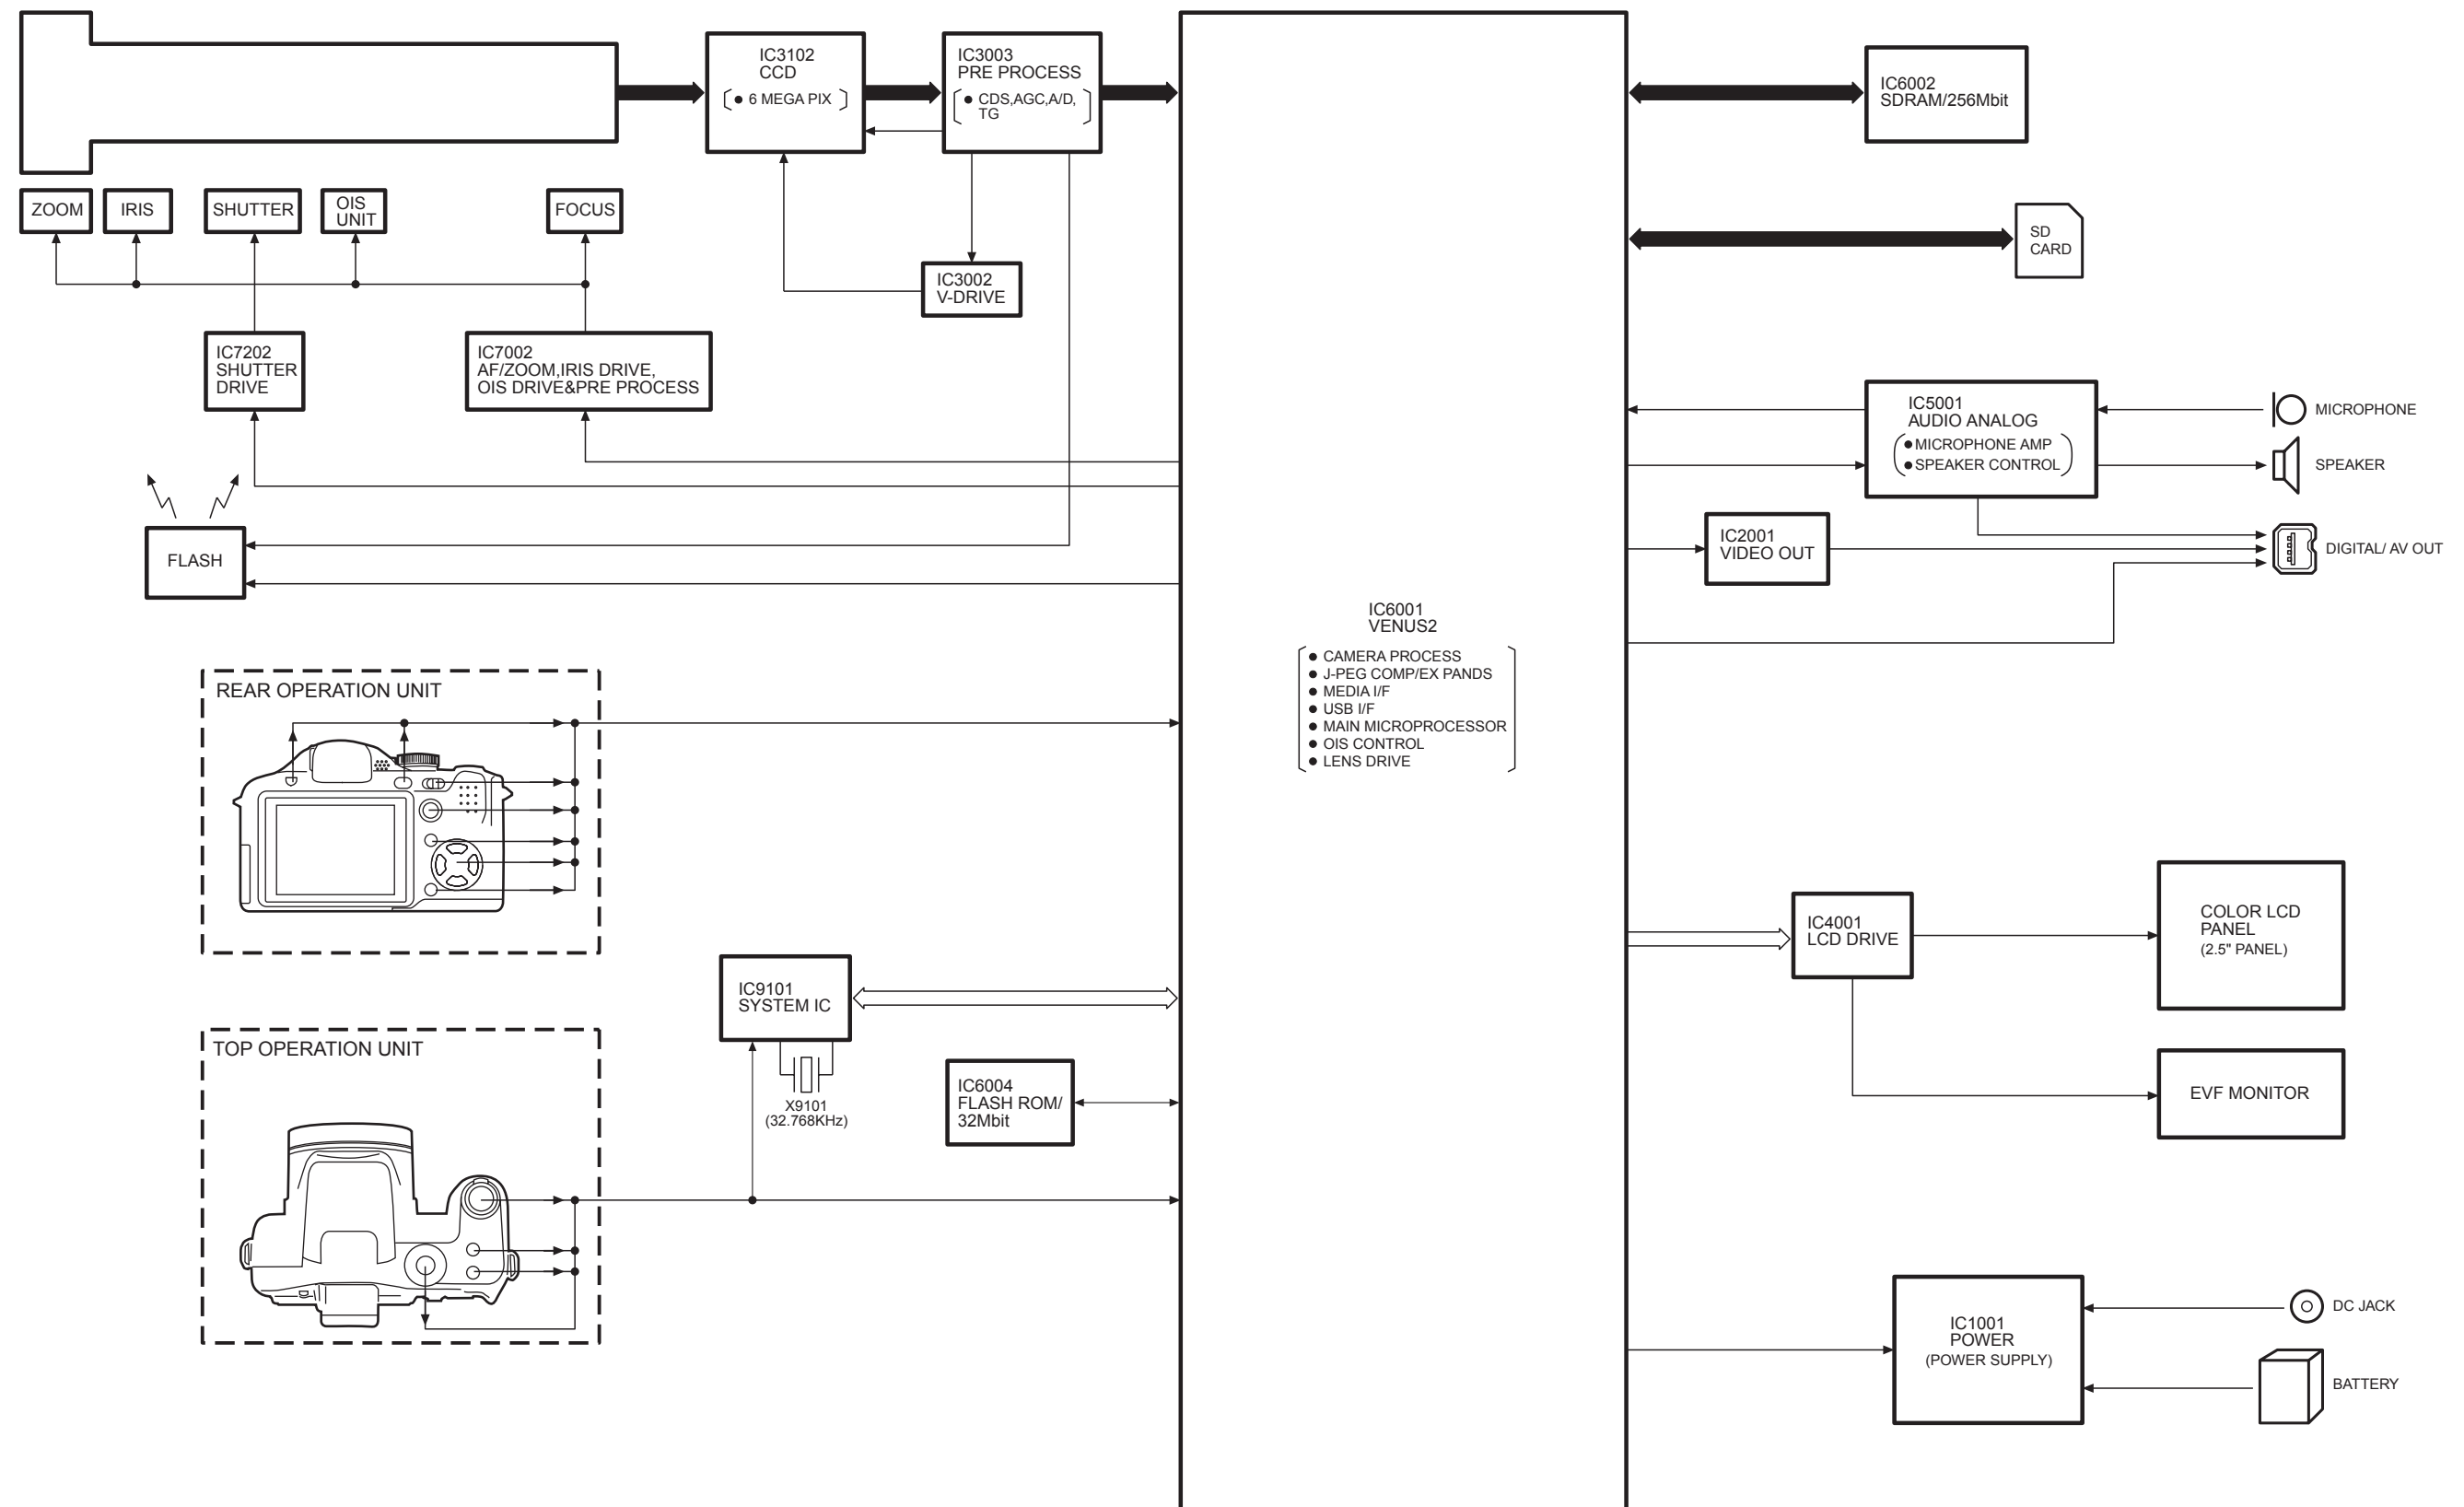 IC3102
CCD
● 6 MEGA PIX
IC3003
PRE PROCESS
● CDS,AGC,A/D,
TG
IC6002
SDRAM/256Mbit
ZOOM
IRIS
SHUTTER
OIS
UNIT
FOCUS
SD
CARD
IC3002
V-DRIVE
IC7202
SHUTTER
DRIVE
IC7002
AF/ZOOM,IRIS DRIVE,
OIS DRIVE&PRE PROCESS
IC5001
AUDIO ANALOG
● MICROPHONE AMP
● SPEAKER CONTROL
MICROPHONE
SPEAKER
FLASH
IC2001
VIDEO OUT
DIGITAL/ AV OUT
IC6001
VENUS2
● CAMERA PROCESS
● J-PEG COMP/EX PANDS
● MEDIA I/F
● USB I/F
● MAIN MICROPROCESSOR
● OIS CONTROL
● LENS DRIVE
REAR OPERATION UNIT
IC4001
LCD DRIVE
COLOR LCD
PANEL
(2.5" PANEL)
IC9101
SYSTEM IC
TOP OPERATION UNIT
X9101
(32.768KHz)
IC6004
FLASH ROM/
32Mbit
EVF MONITOR
IC1001
POWER
(POWER SUPPLY)
DC JACK
BATTERY